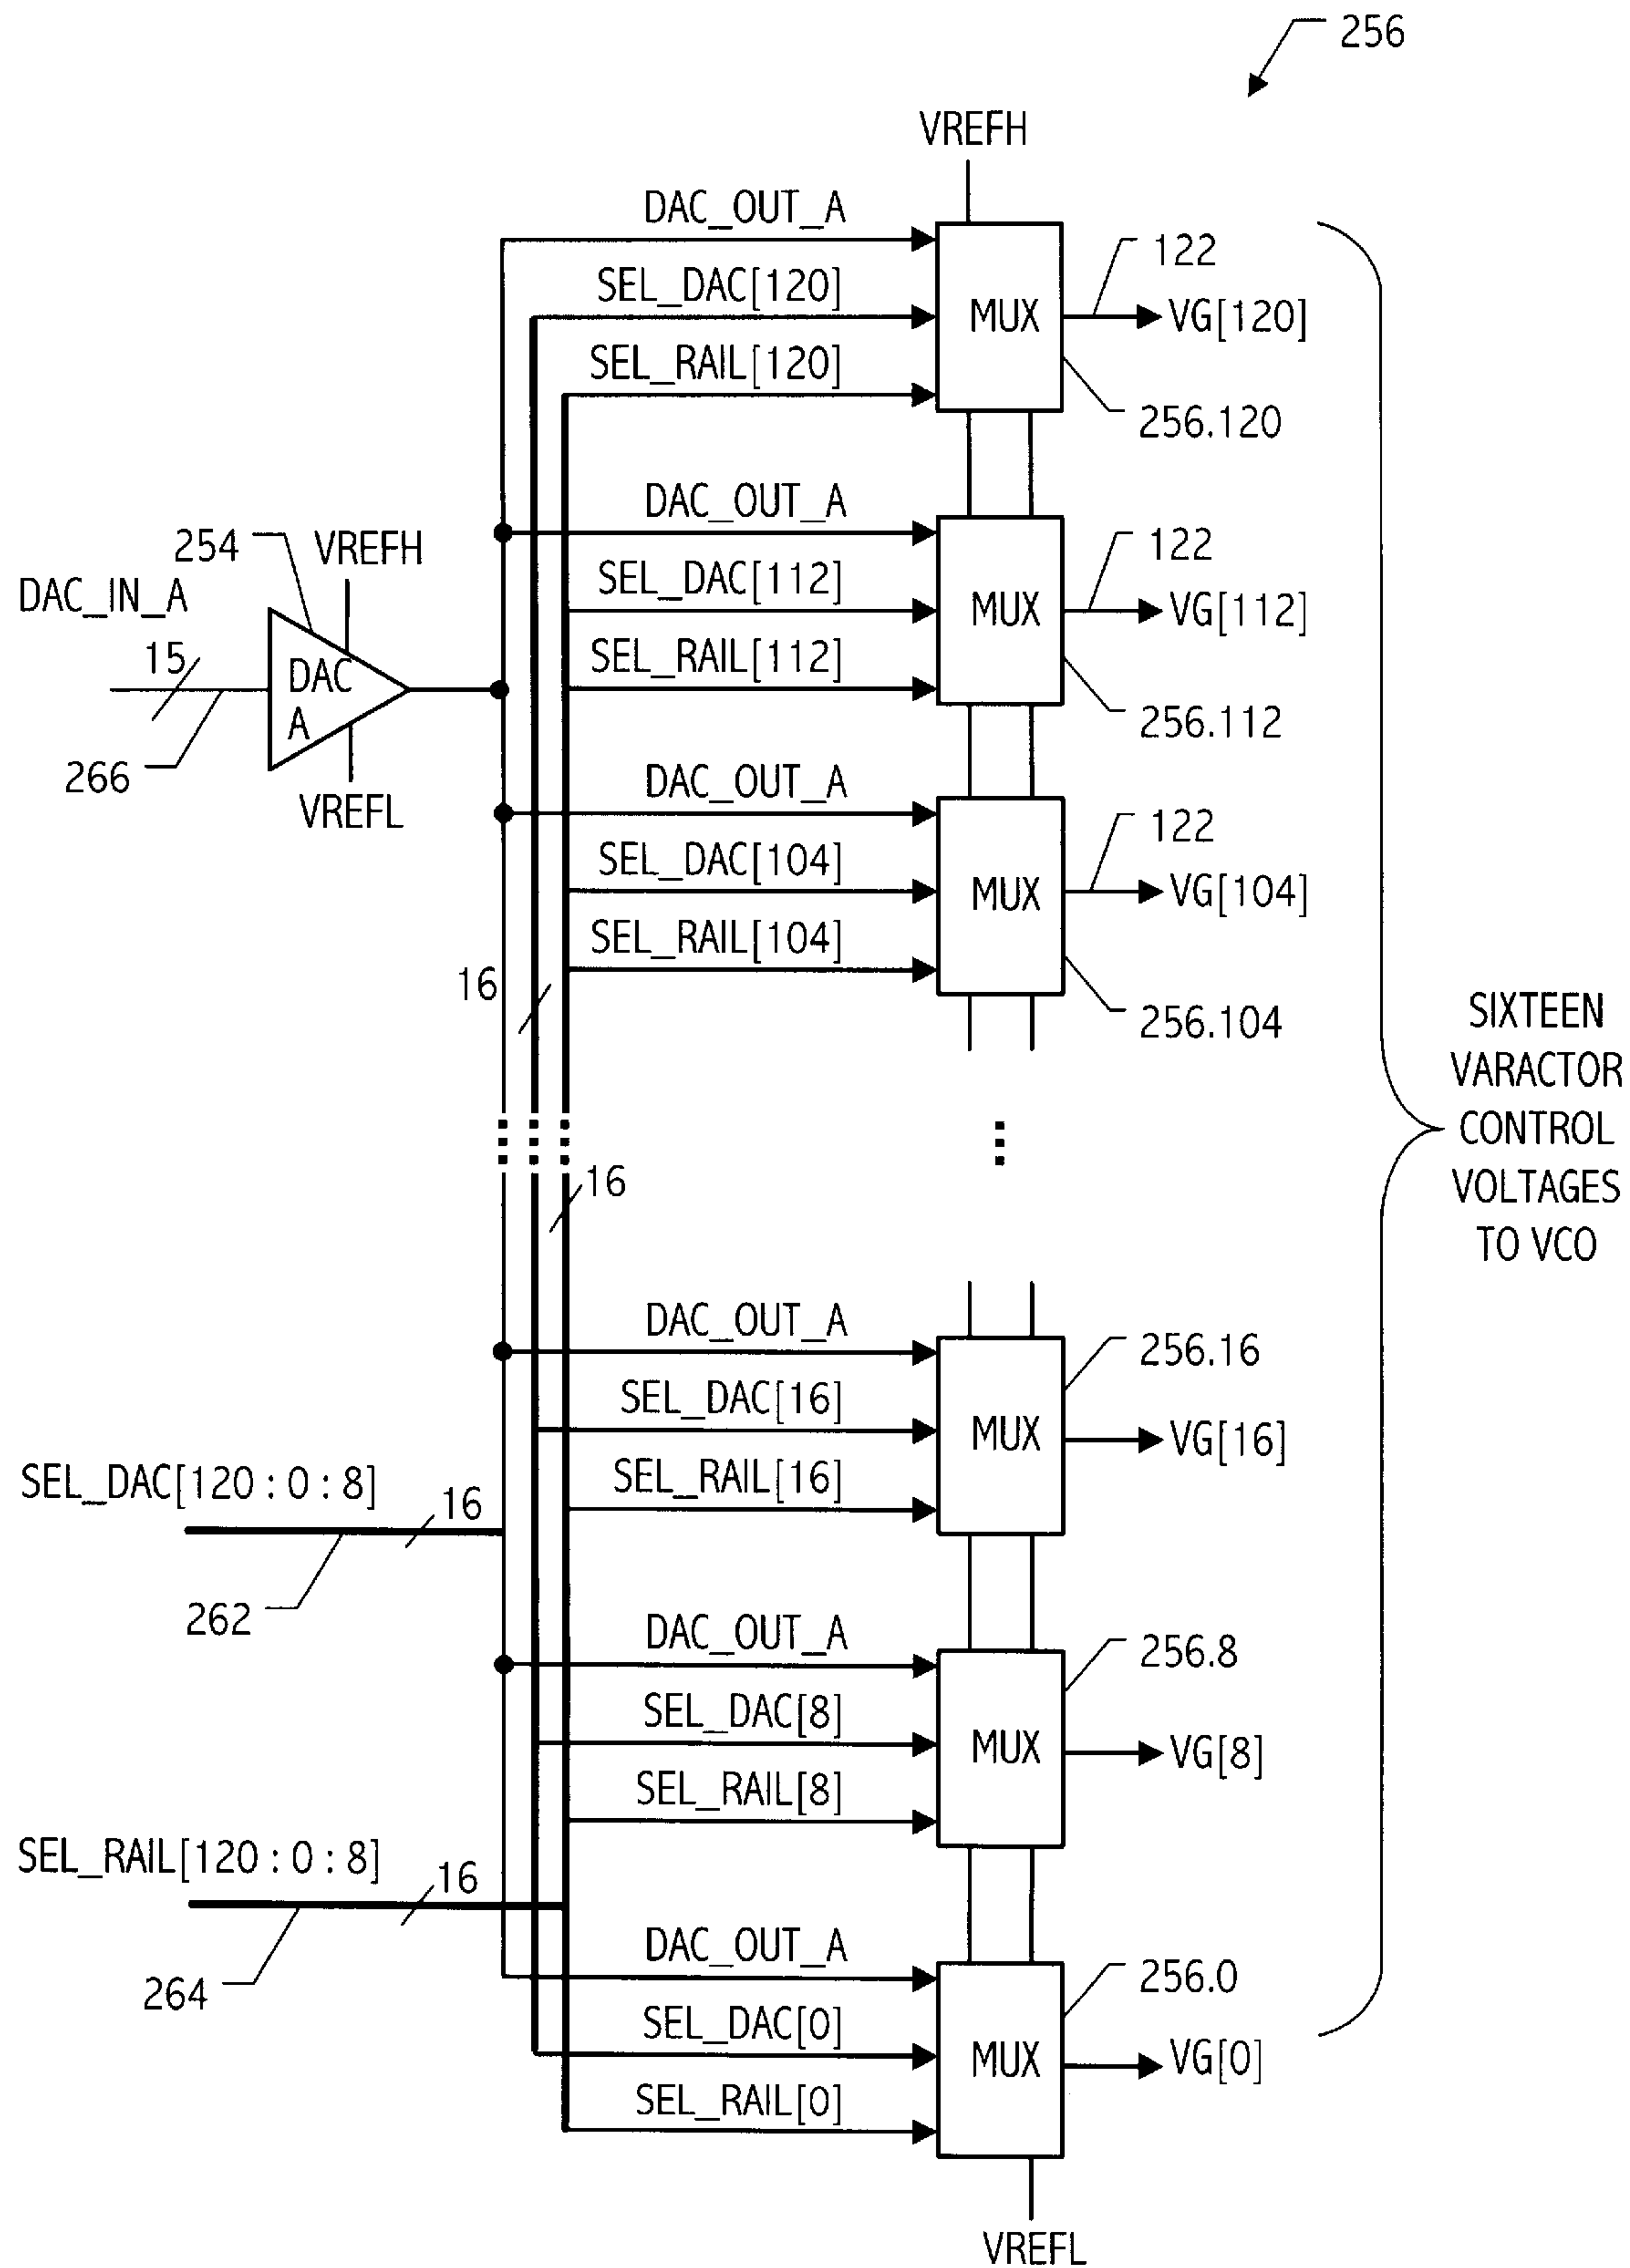 256
VREFH
DAC_OUT_A
SEL_DAC[120]
SEL_RAIL[120]
MUX
122
VG[120]
256.120
DAC_OUT_A
SEL_DAC[112]
SEL_RAIL[112]
MUX
122
VG[112]
256.112
254
VREFH
DAC_IN_A
15
DAC
A
266
VREFL
DAC_OUT_A
SEL_DAC[104]
SEL_RAIL[104]
MUX
122
VG[104]
256.104
16
16
SIXTEEN
VARACTOR
CONTROL
VOLTAGES
TO VCO
DAC_OUT_A
SEL_DAC[16]
SEL_RAIL[16]
MUX
256.16
VG[16]
SEL_DAC[120 : 0 : 8]
16
262
DAC_OUT_A
SEL_DAC[8]
SEL_RAIL[8]
MUX
256.8
VG[8]
SEL_RAIL[120 : 0 : 8]
16
264
DAC_OUT_A
SEL_DAC[0]
SEL_RAIL[0]
MUX
256.0
VG[0]
VREFL